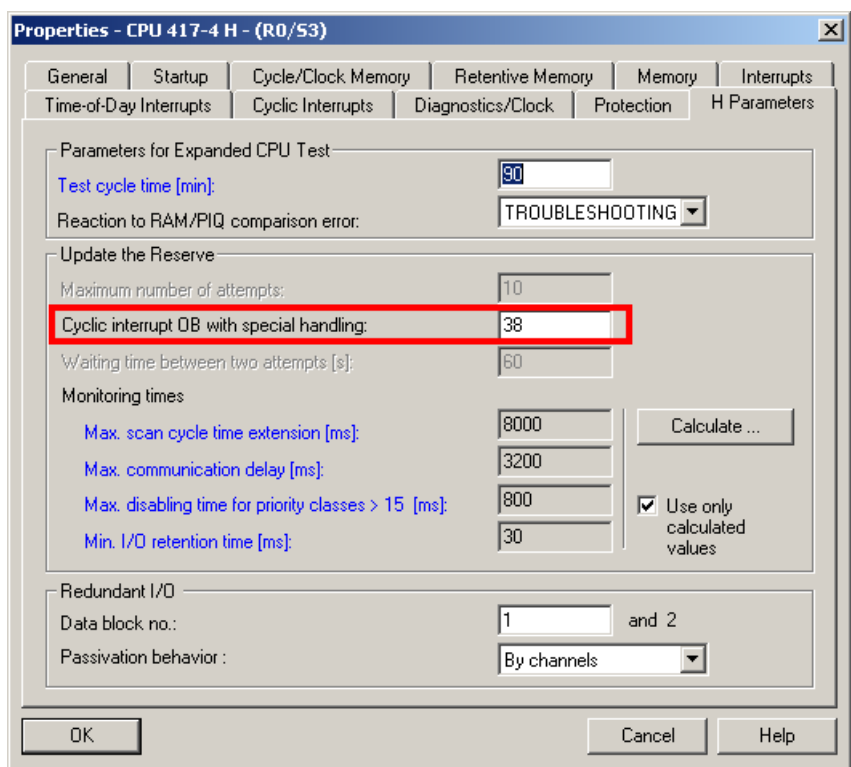 Properties - CPU 417-4 H - (R0/S3)
General Startup Cycle/Clock Memory Retentive Memory Memory Interrupts
Time-of-Day Interrupts Cyclic Interrupts Diagnostics/Clock Protection H Parameters
Parameters for Expanded CPU Test
Test cycle time [min]: 90
Reaction to RAM/PIQ comparison error: TROUBLESHOOTING
Update the Reserve
Maximum number of attempts: 10
Cyclic interrupt OB with special handling: 38
Waiting time between two attempts [s]: 60
Monitoring times
Max. scan cycle time extension [ms]: 8000 Calculate ...
Max. communication delay [ms]: 3200
Max. disabling time for priority classes > 15 [ms]: 800 Use only
calculated
values
Min. I/O retention time [ms]: 30
Redundant I/O
Data block no.: 1 and 2
Passivation behavior : By channels
OK Cancel Help